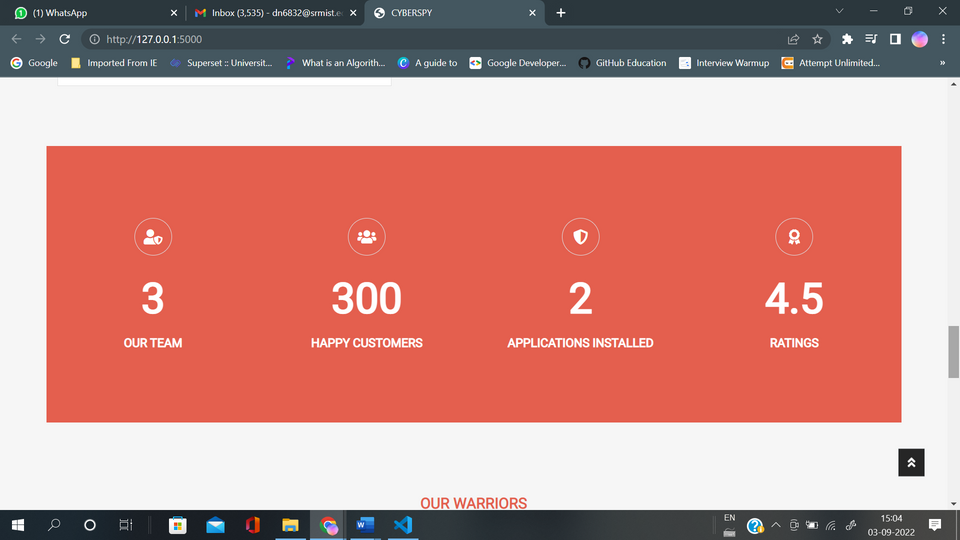 (1) WhatsApp
Inbox (3,535) - dn6832@srmist.e
CYBERSPY
http://127.0.0.1:5000
Google
Imported From IE
Superset :: Universit...
What is an Algorith...
A guide to
Google Developer...
GitHub Education
Interview Warmup
Attempt Unlimited...
»
3
OUR TEAM
300
HAPPY CUSTOMERS
2
APPLICATIONS INSTALLED
4.5
RATINGS
OUR WARRIORS
EN
15:04
03-09-2022